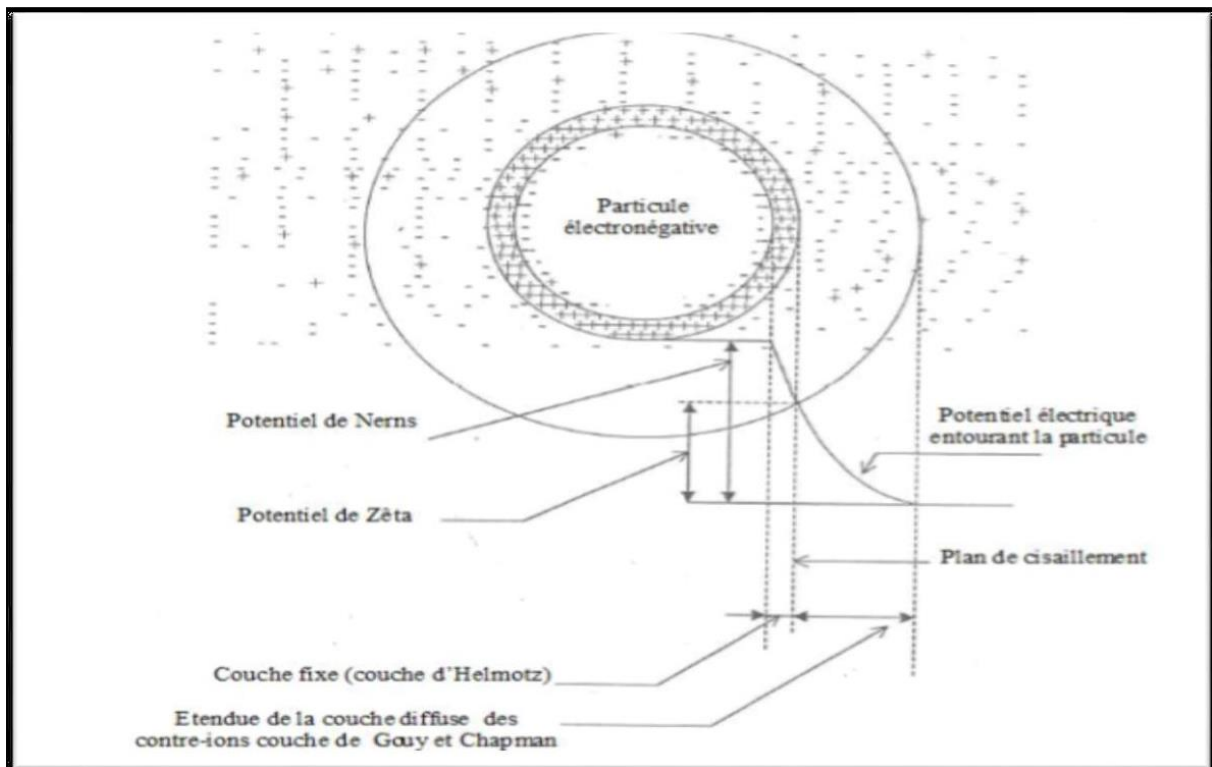 Particule
électronégative
Potentiel de Nerns
Potentiel électrique
entourant la particule
Potentiel de Zêta
Plan de cisaillement
Couche fixe (couche d'Helmotz)
Etendue de la couche diffuse des
contre-ions couche de Gouy et Chapman